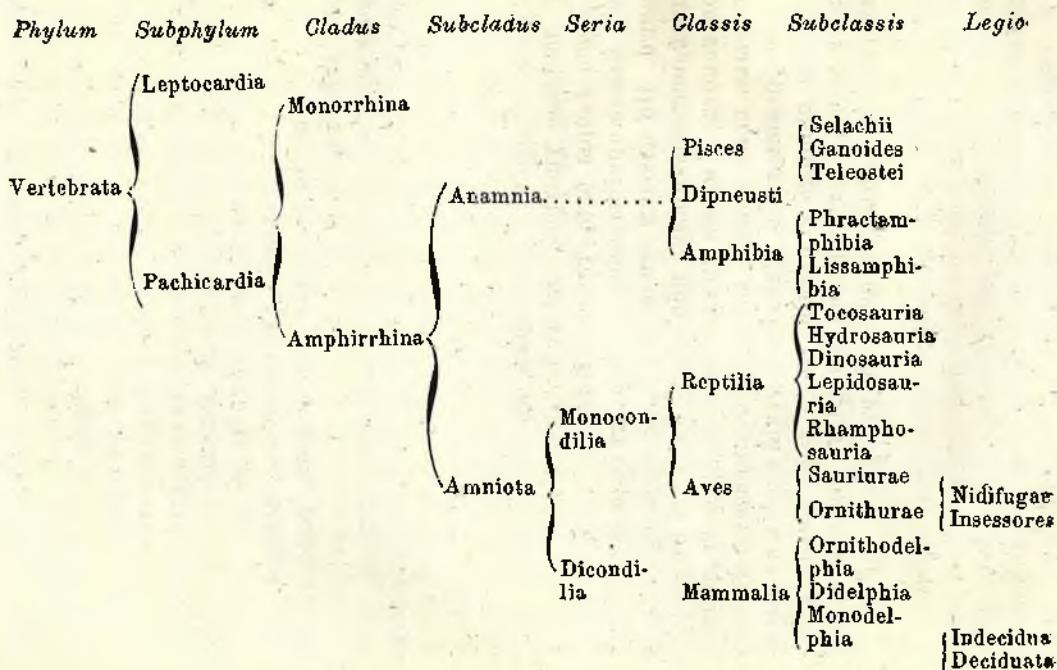 Phylum Subphylum Cladus Subcladus Seria Classis Subclassis Legio
Leptocardia
Monorrhina
Selachii
Pisces Ganoides
Teleostei
Vertebrata Anamnia........... Dipneusti
Phractam-
phibia
Amphibia Lissamphi-
Pachicardia bia
Tocosauria
Amphirrhina Hydrosauria
Dinosauria
Reptilia Lepidosau-
ria
Monocon- Rhampho-
dilia sauria
Sauriurae
Amniota Aves Nidifugae
Ornithurae Insessores
Ornithodel-
Dicondi- phia
lia Mammalia Didelphia
Monodel-
phia Indecidua
Deciduata